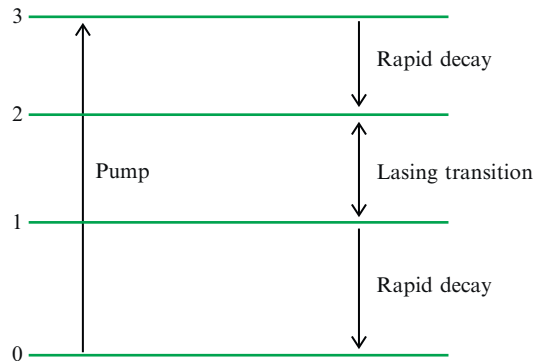 3
Rapid decay
2
Pump
Lasing transition
1
Rapid decay
0